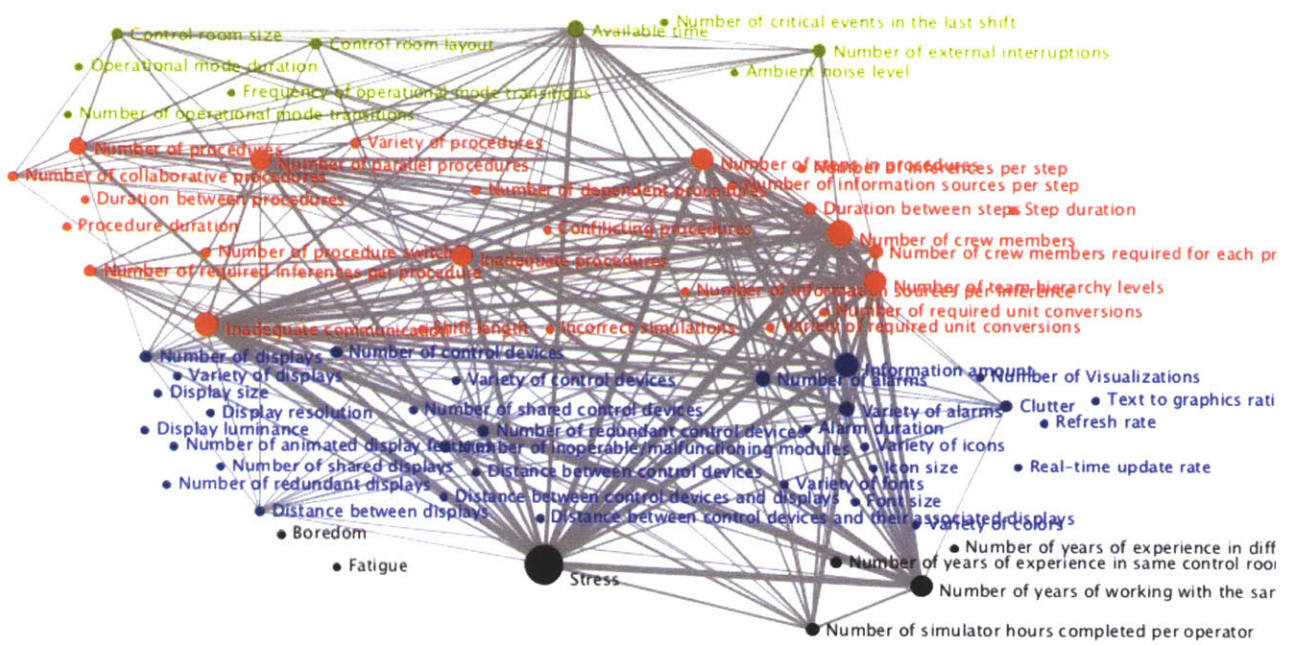 Number of critical events in the last shift
Control room size
Available time
Control room layout
Number of external interruptions
Operational mode duration
Ambient noise level
Frequency of operational mode transitions
Number of operational mode transitions
Variety of procedures
Number of procedures
Number of parallel procedures
Number of steps in procedures
Number of inferences per step
Number of collaborative procedures
Number of dependent procedures
Number of information sources per step
Duration between procedures
Duration between steps
Step duration
Procedure duration
Confilicting procedures
Number of crew members
Number of procedure switch
Inadequate procedures
Number of crew members required for each pr
Number of required inferences per procedure
Number of information sources per inference
Number of team hierarchy levels
Number of required unit conversions
Inadequate communication
Shift length
Incorrect simulations
Variety of required unit conversions
Number of displays
Number of control devices
Information amount
Variety of displays
Variety of control devices
Number of alarms
Number of Visualizations
Display size
Text to graphics rati
Display resolution
Number of shared control devices
Variety of alarms
Clutter
Refresh rate
Display luminance
Number of redundant control devices
Alarm duration
Number of animated display features
Number of inoperable/malfunctioning modules
Variety of icons
Number of shared displays
Distance between control devices
Icon size
Real-time update rate
Number of redundant displays
Variety of fonts
Distance between control devices and displays
Font size
Distance between displays
Distance between control devices and their associated displays
Variety of colors
Boredom
Number of years of experience in diff
Fatigue
Number of years of experience in same control roo
Stress
Number of years of working with the sar
Number of simulator hours completed per operator